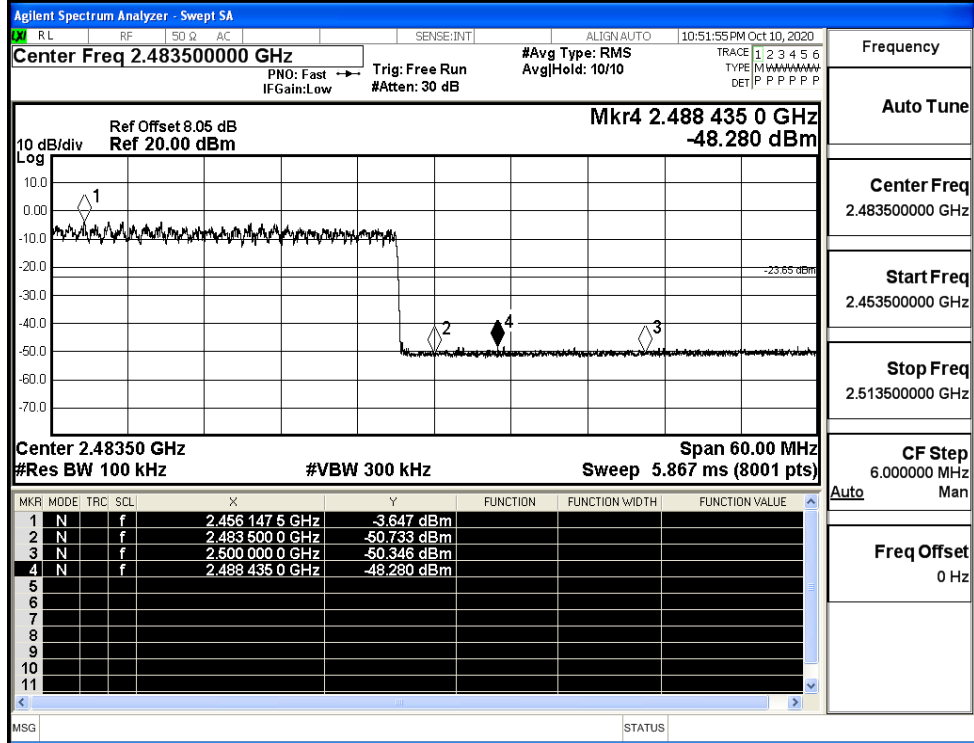 Agilent Spectrum Analyzer - Swept SA
LXI RL RF 50 Ω AC SENSE:INT ALIGN AUTO 10:51:55 PM Oct 10, 2020
Center Freq 2.483500000 GHz
PNO: Fast
IFGain:Low
Trig: Free Run
#Atten: 30 dB
#Avg Type: RMS
Avg|Hold: 10/10
TRACE 1 2 3 4 5 6
TYPE M W W W W W
DET P P P P P P
Frequency
Auto Tune
Center Freq
2.483500000 GHz
Start Freq
2.453500000 GHz
Stop Freq
2.513500000 GHz
CF Step
6.000000 MHz
Auto Man
Freq Offset
0 Hz
Mkr4 2.488 435 0 GHz
-48.280 dBm
Ref Offset 8.05 dB
10 dB/div Ref 20.00 dBm
Log
10.0
0.00
-10.0
-20.0
-30.0
-40.0
-50.0
-60.0
-70.0
1
-23.65 dBm
2
4
3
Center 2.48350 GHz Span 60.00 MHz
#Res BW 100 kHz #VBW 300 kHz Sweep 5.867 ms (8001 pts)
MKR MODE TRC SCL X Y FUNCTION FUNCTION WIDTH FUNCTION VALUE
1 N f 2.456 147 5 GHz -3.647 dBm
2 N f 2.483 500 0 GHz -50.733 dBm
3 N f 2.500 000 0 GHz -50.346 dBm
4 N f 2.488 435 0 GHz -48.280 dBm
5
6
7
8
9
10
11
MSG STATUS